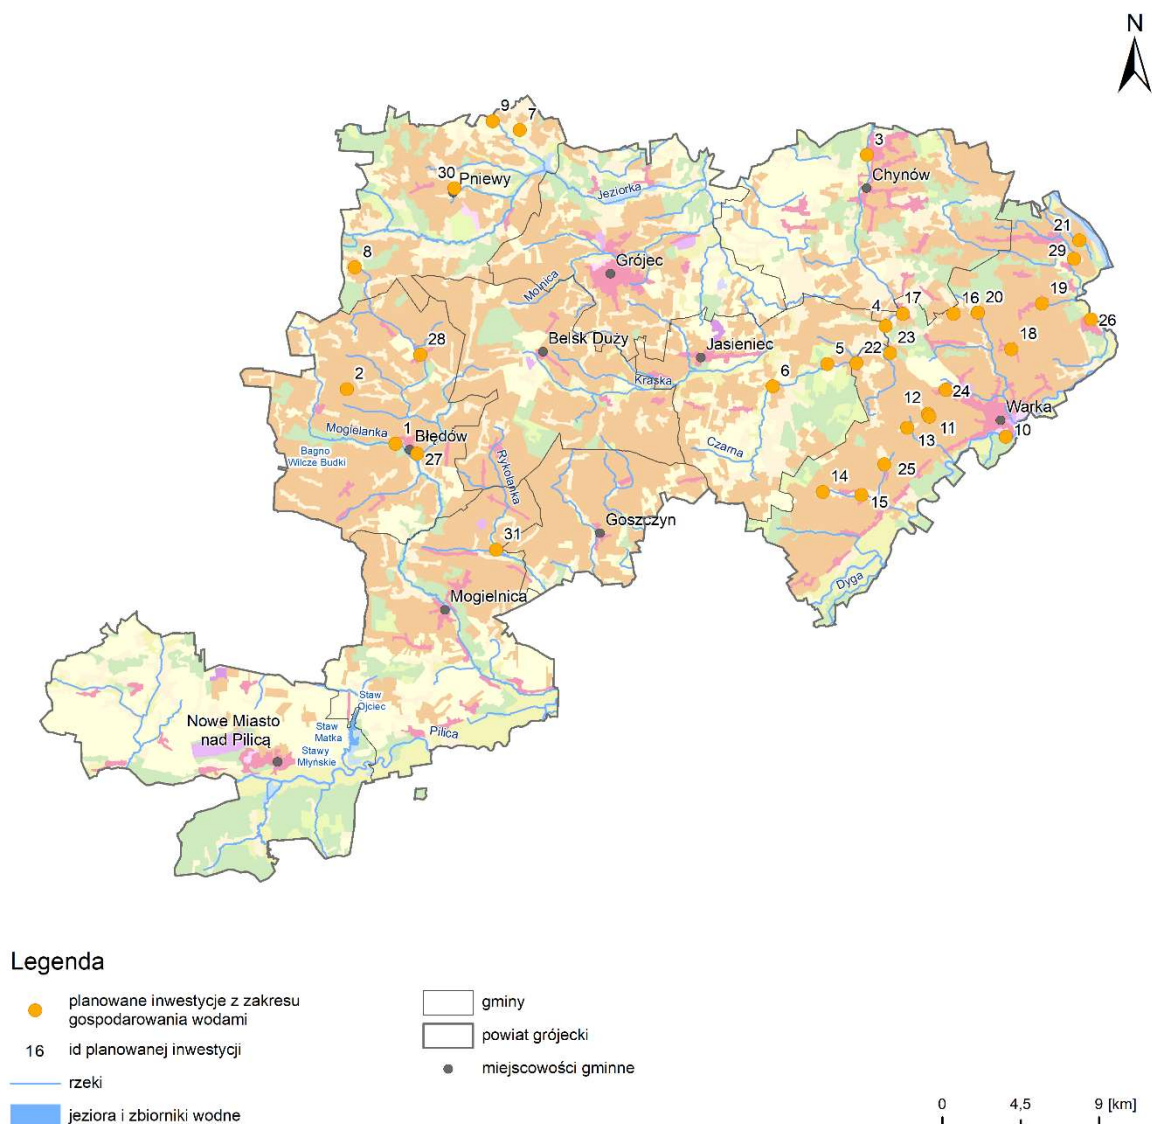 N
9
7
3
30
Pniewy
Chynów
Jeziorka
21
29
8
Grójec
Molnica
19
4
17
16
20
26
23
18
28
Belsk Duży
Jasieniec
5
22
6
Kraska
2
24
12
Warka
11
Mogielanka
1
Błędów
13
10
Bagno
Wilcze Budki
27
Rykolanka
Czarna
25
14
15
Goszczyn
31
Dyga
Mogielnica
Staw
Ojciec
Nowe Miasto
nad Pilicą
Staw
Matka
Pilica
Stawy
Młyńskie
Legenda
planowane inwestycje z zakresu
gospodarowania wodami
16 id planowanej inwestycji
rzeki
jeziora i zbiorniki wodne
gminy
powiat grójecki
miejscowości gminne
0 4,5 9 [km]